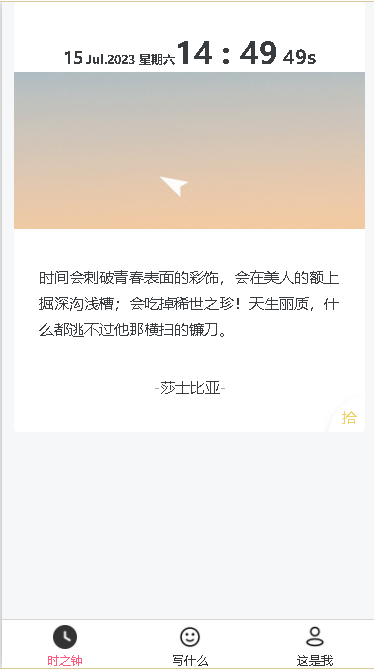 15 Jul.2023 星期六14 : 49 49s
时间会刺破青春表面的彩饰，会在美人的额上
掘深沟浅槽；会吃掉稀世之珍！天生丽质，什
么都逃不过他那横扫的镰刀。
-莎士比亚-
拾
时之钟 写什么 这是我